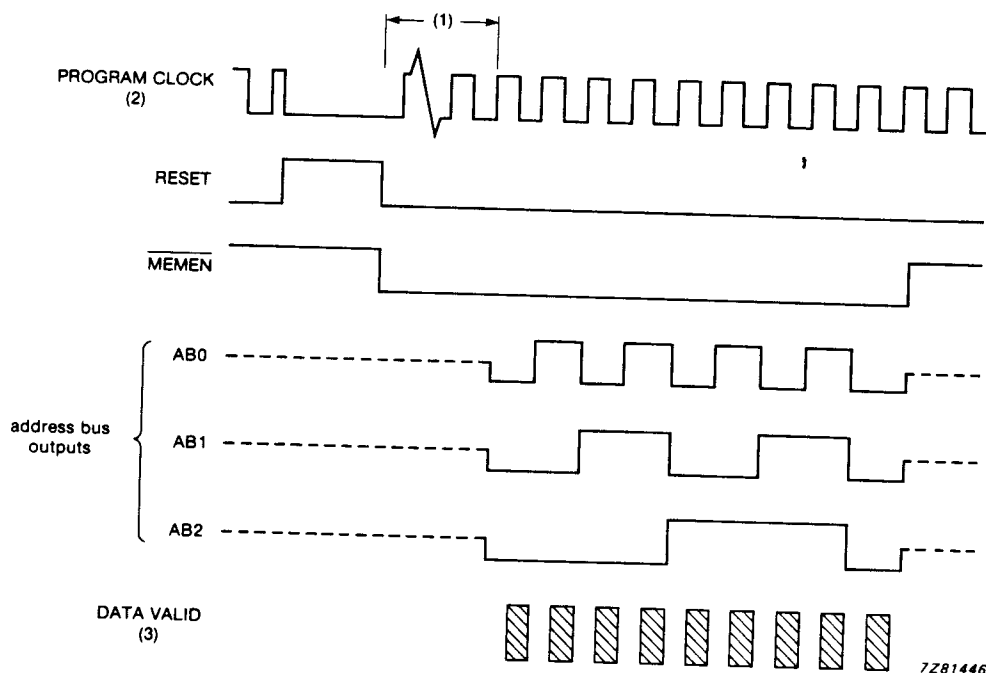 (1)
PROGRAM CLOCK
(2)
RESET
MEMEN
AB0
address bus
outputs
AB1
AB2
DATA VALID
(3)
7Z81446